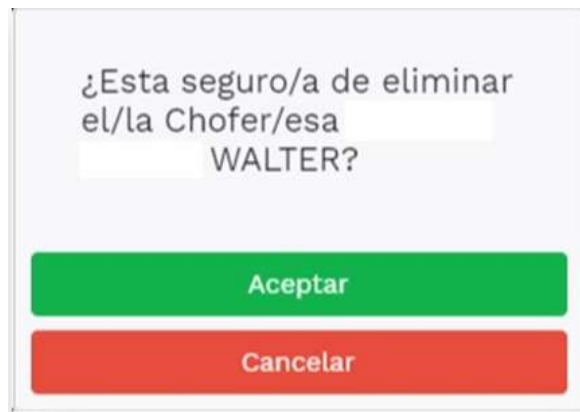 ¿Esta seguro/a de eliminar
el/la Chofer/esa
WALTER?
Aceptar
Cancelar